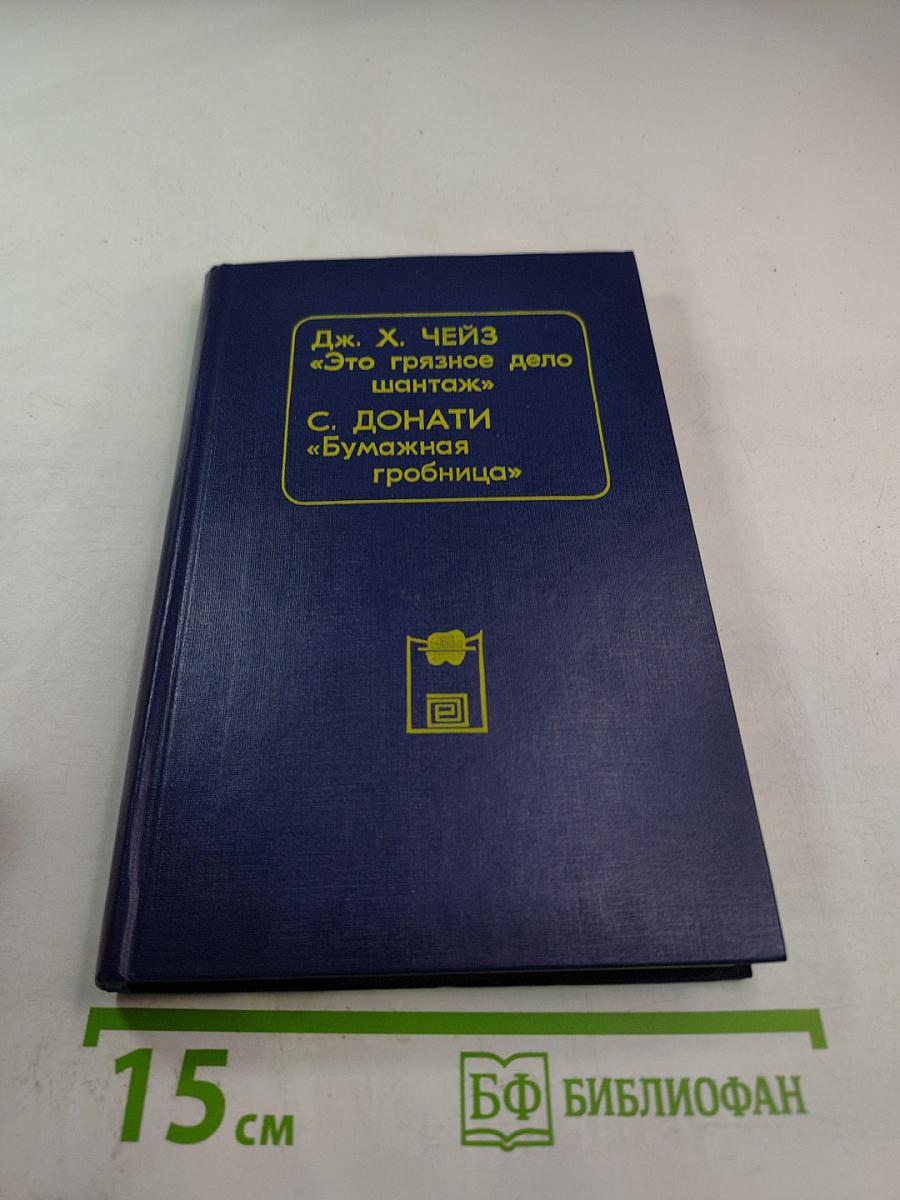 Дж. Х. ЧЕЙЗ
«Это грязное дело
шантаж»
С. ДОНАТИ
«Бумажная
гробница»
15 см
БФ БИБЛИОФАН